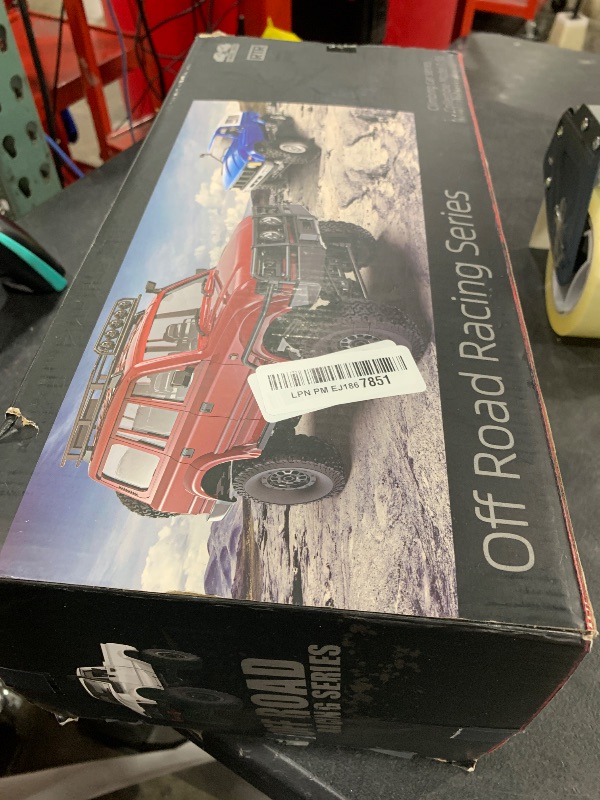 Off Road Racing Series
LPN PM EJ186 7851
OFF ROAD
RACING SERIES